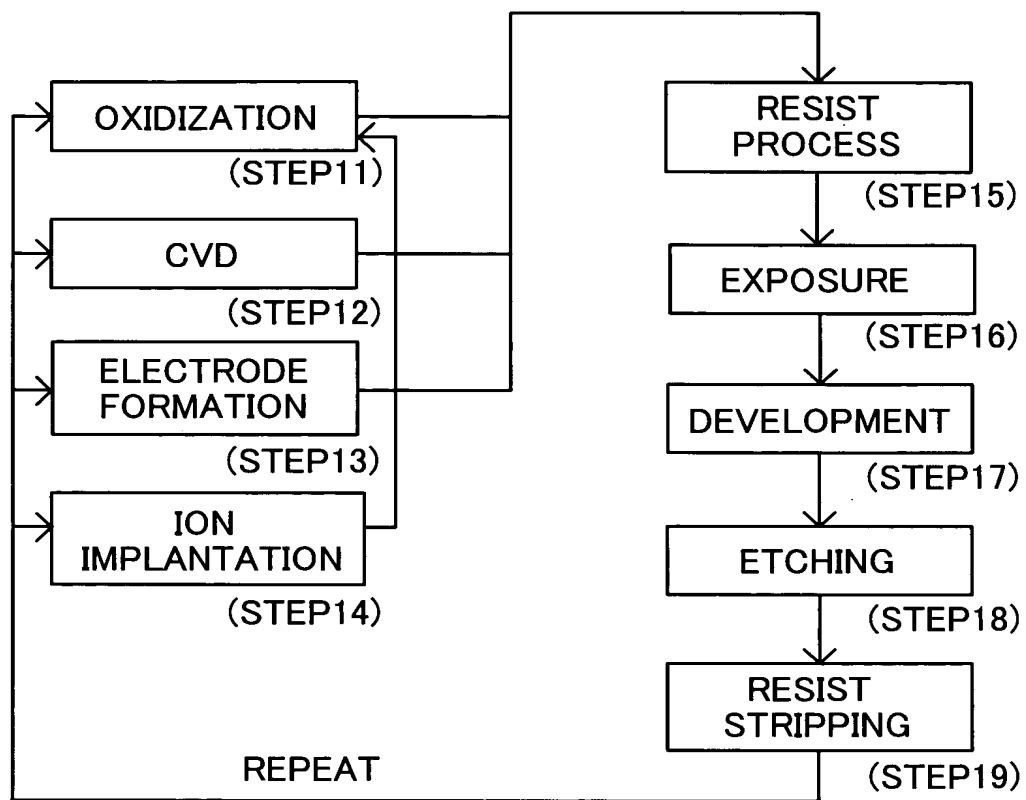 OXIDIZATION
(STEP11)
CVD
(STEP12)
ELECTRODE
FORMATION
(STEP13)
ION
IMPLANTATION
(STEP14)
RESIST
PROCESS
(STEP15)
EXPOSURE
(STEP16)
DEVELOPMENT
(STEP17)
ETCHING
(STEP18)
RESIST
STRIPPING
(STEP19)
REPEAT